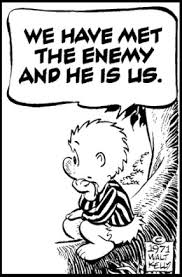 WE HAVE MET
THE ENEMY
AND HE IS US.
©
1971
WALT
KELLY